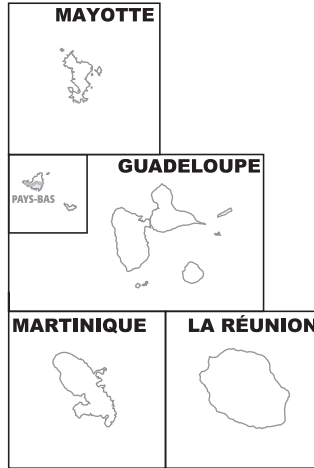 MAYOTTE
GUADELOUPE
PAYS-BAS
MARTINIQUE
LA RÉUNION